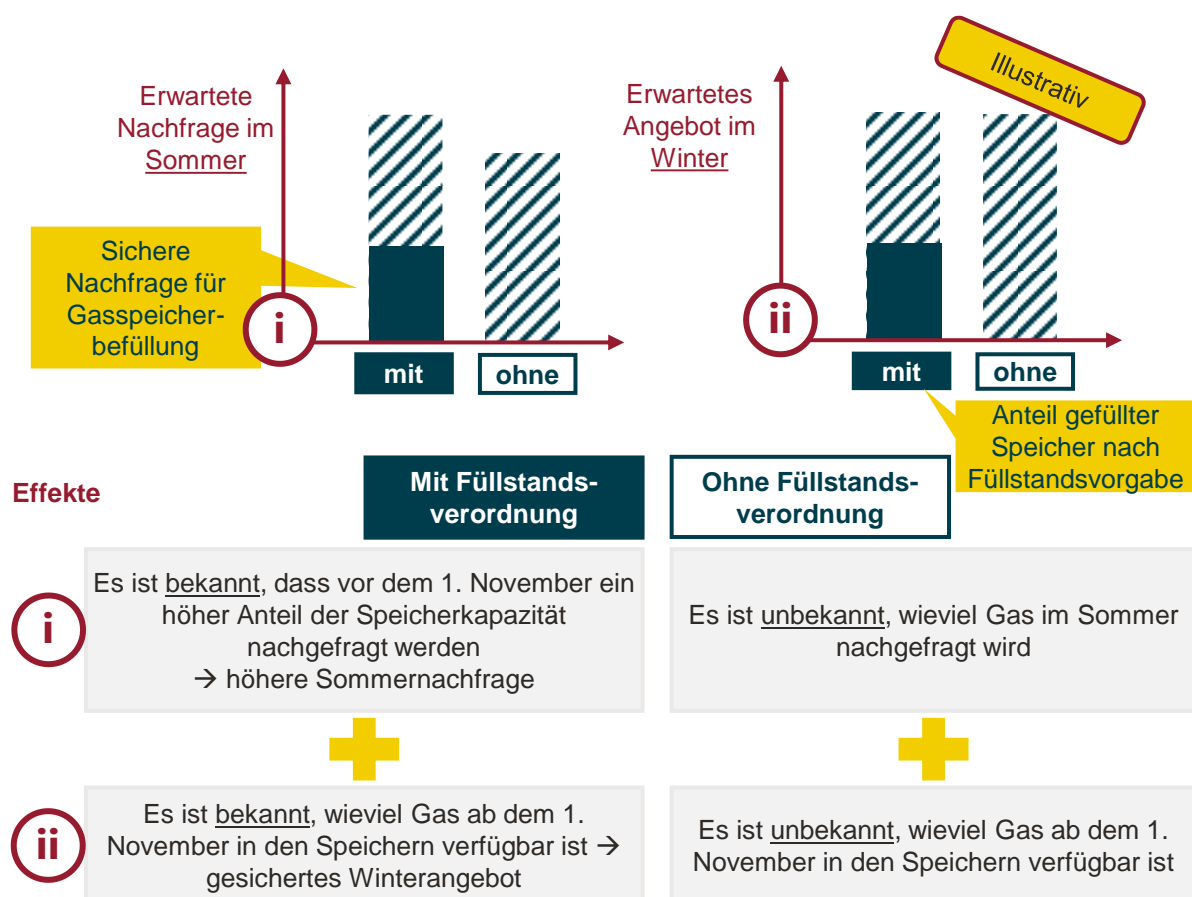 Erwartete
Nachfrage im
Sommer
Erwartetes
Angebot im
Winter
Illustrativ
Sichere
Nachfrage für
Gasspeicher-
befüllung
i
mit
ohne
ii
mit
ohne
Anteil gefüllter
Speicher nach
Füllstandsvorgabe
Effekte
Mit Füllstands-
verordnung
Ohne Füllstands-
verordnung
i
Es ist bekannt, dass vor dem 1. November ein
höher Anteil der Speicherkapazität
nachgefragt werden
→ höhere Sommernachfrage
Es ist unbekannt, wieviel Gas im Sommer
nachgefragt wird
ii
Es ist bekannt, wieviel Gas ab dem 1.
November in den Speichern verfügbar ist →
gesichertes Winterangebot
Es ist unbekannt, wieviel Gas ab dem 1.
November in den Speichern verfügbar ist